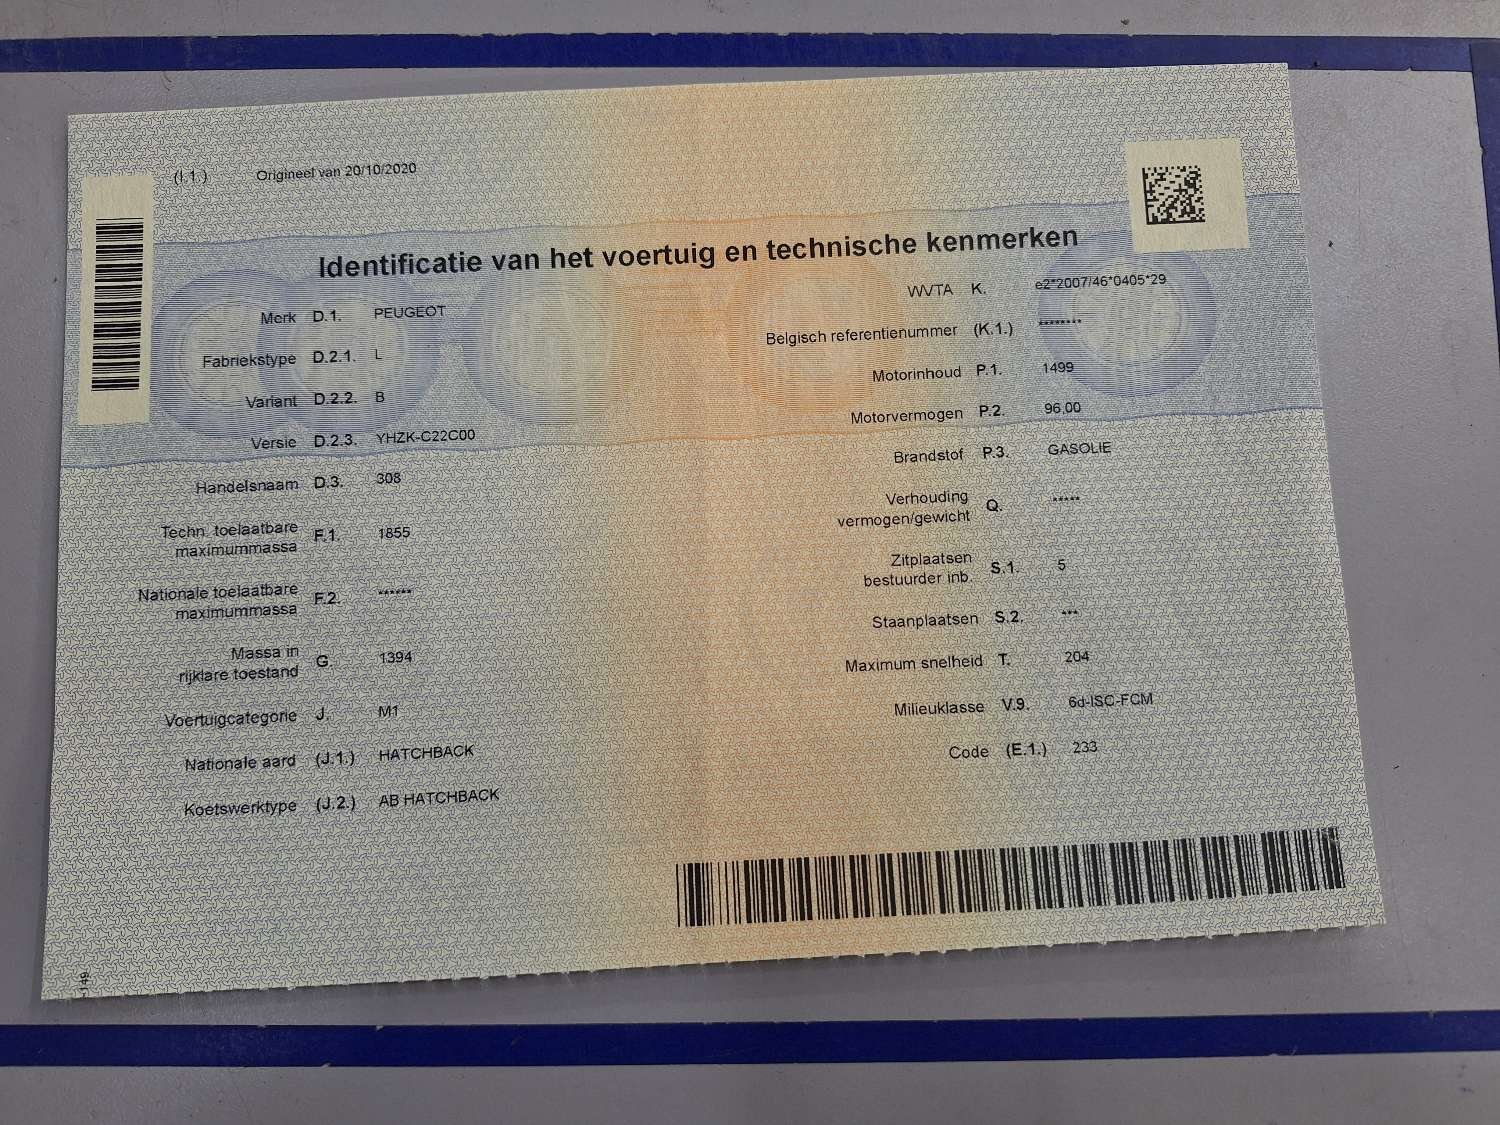 (I.1.) Origineel van 20/10/2020
Identificatie van het voertuig en technische kenmerken
Merk D.1. PEUGEOT
Fabriekstype D.2.1. L
Variant D.2.2. B
Versie D.2.3. YHZK-C22C00
Handelsnaam D.3. 308
Techn. toelaatbare
maximummassa F.1. 1855
Nationale toelaatbare
maximummassa F.2. ******
Massa in
rijklare toestand G. 1394
Voertuigcategorie J. M1
Nationale aard (J.1.) HATCHBACK
Koetswerktype (J.2.) AB HATCHBACK
WVTA K. e2*2007/46*0405*29
Belgisch referentienummer (K.1.) ********
Motorinhoud P.1. 1499
Motorvermogen P.2. 96,00
Brandstof P.3. GASOLIE
Verhouding
vermogen/gewicht Q. *****
Zitplaatsen
bestuurder inb. S.1. 5
Staanplaatsen S.2. ***
Maximum snelheid T. 204
Milieuklasse V.9. 6d-ISC-FCM
Code (E.1.) 233
-149